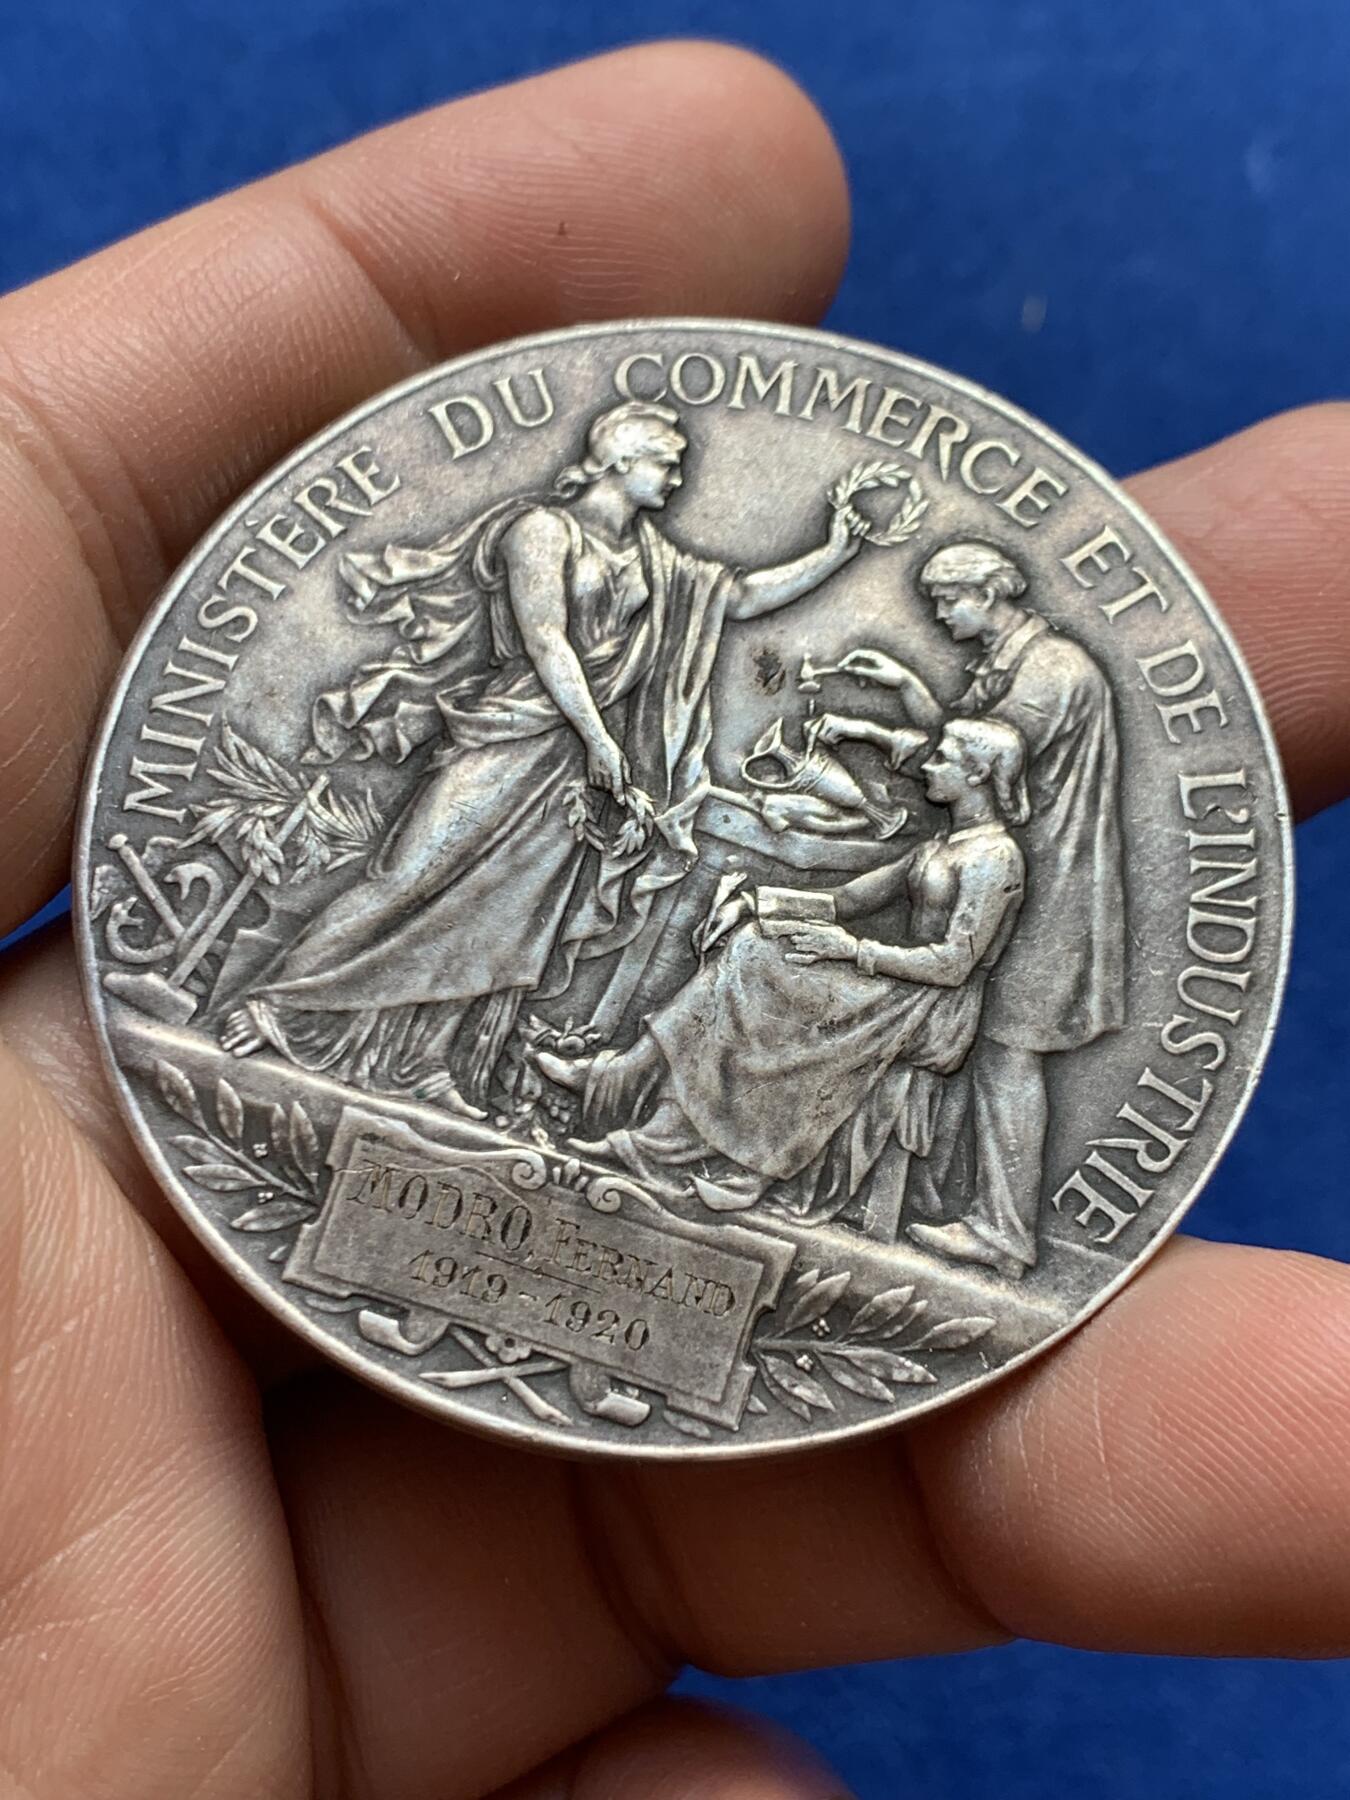 MINISTÈRE DU COMMERCE ET DE L'INDUSTRIE
MODRO FERNAND
1919-1920